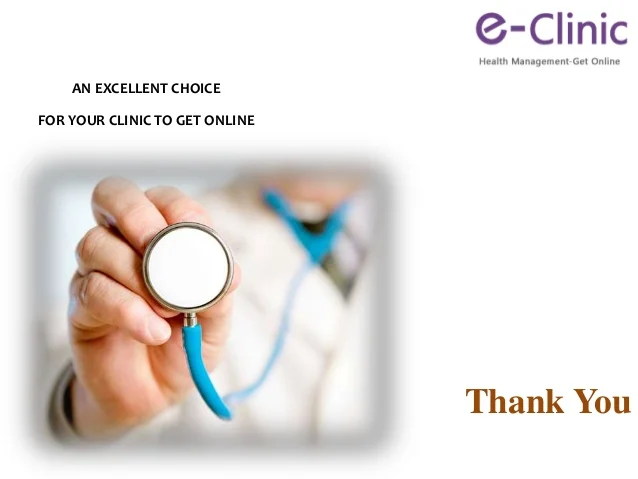 e-Clinic
Health Management-Get Online
AN EXCELLENT CHOICE
FOR YOUR CLINIC TO GET ONLINE
Thank You